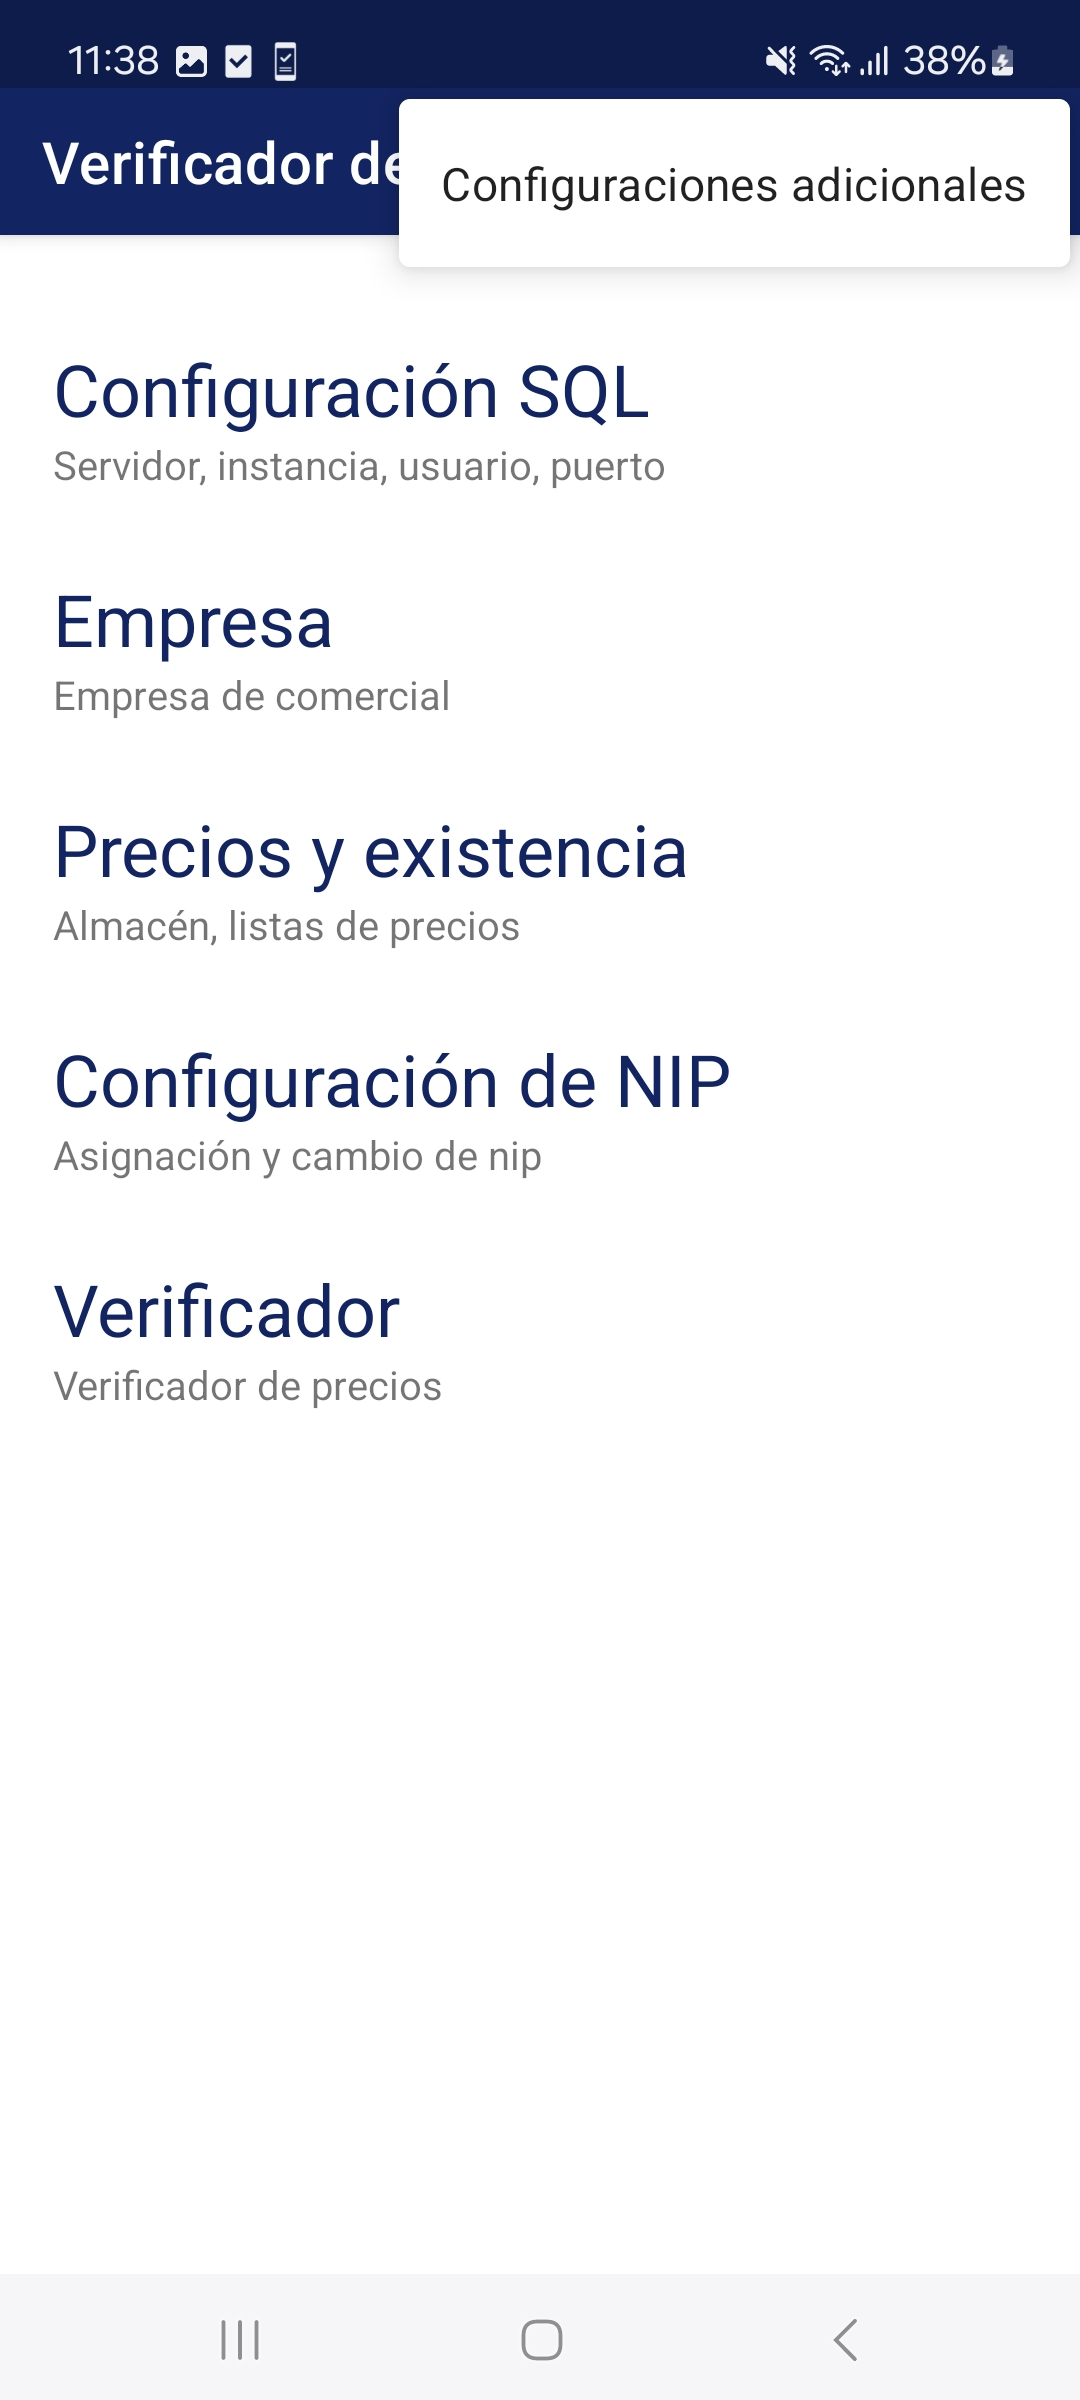 11:38
38%
Verificador de
Configuraciones adicionales
Configuración SQL
Servidor, instancia, usuario, puerto
Empresa
Empresa de comercial
Precios y existencia
Almacén, listas de precios
Configuración de NIP
Asignación y cambio de nip
Verificador
Verificador de precios